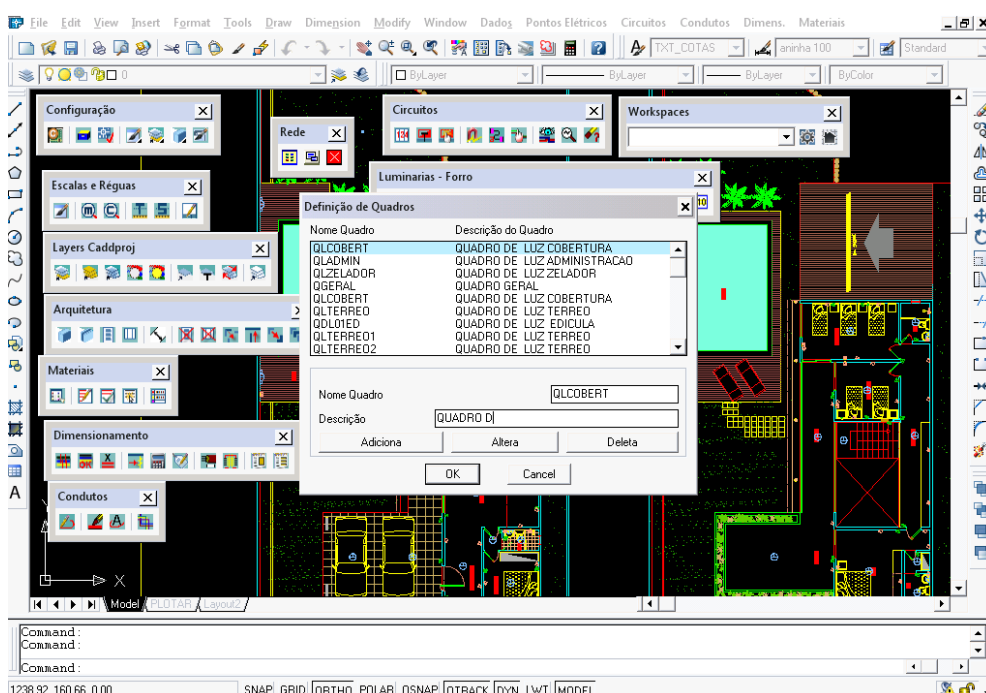 File Edit View Insert Format Tools Draw Dimension Modify Window Dados Pontos Elétricos Circuitos Condutos Dimens. Materiais
TXT_COTAS aninha 100 Standard
0 ByLayer ByLayer ByLayer ByColor
Configuração
Circuitos
Workspaces
Rede
Luminarias - Forro
Escalas e Réguas
Layers Caddproj
Arquitetura
Materiais
Dimensionamento
Condutos
Definição de Quadros
Nome Quadro Descrição do Quadro
QLCOBERT QUADRO DE LUZ COBERTURA
QLADMIN QUADRO DE LUZ ADMINISTRACAO
QLZELADOR QUADRO DE LUZ ZELADOR
QGERAL QUADRO GERAL
QLCOBERT QUADRO DE LUZ COBERTURA
QLTERREO QUADRO DE LUZ TERREO
QDL01ED QUADRO DE LUZ EDICULA
QLTERREO1 QUADRO DE LUZ TERREO
QLTERREO2 QUADRO DE LUZ TERREO
Nome Quadro QLCOBERT
Descrição QUADRO D
Adiciona Altera Deleta
OK Cancel
X
Model PLOTAR Layout2
Command:
Command:
Command:
1238.92, 160.66, 0.00 SNAP GRID ORTHO POLAR OSNAP OTRACK DYN LWT MODEL